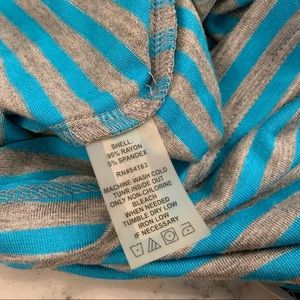 SHELL:
95% RAYON
5% SPANDEX
RN#54163
MACHINE WASH COLD
TUNR INSIDE OUT
ONLY NON-CHLORINE
BLEACH
WHEN NEEDED
TUMBLE DRY LOW
IRON LOW
IF NECESSARY